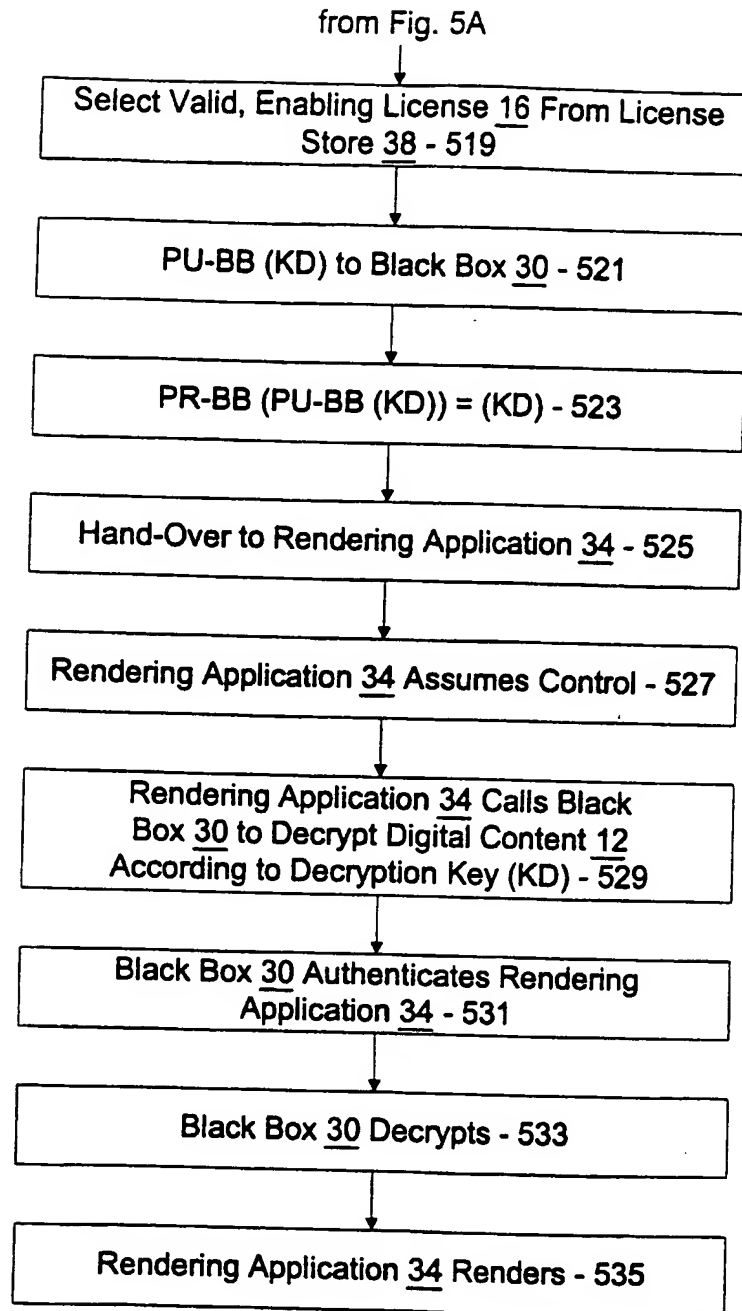 from Fig. 5A
Select Valid, Enabling License 16 From License
Store 38 - 519
PU-BB (KD) to Black Box 30 - 521
PR-BB (PU-BB (KD)) = (KD) - 523
Hand-Over to Rendering Application 34 - 525
Rendering Application 34 Assumes Control - 527
Rendering Application 34 Calls Black
Box 30 to Decrypt Digital Content 12
According to Decryption Key (KD) - 529
Black Box 30 Authenticates Rendering
Application 34 - 531
Black Box 30 Decrypts - 533
Rendering Application 34 Renders - 535